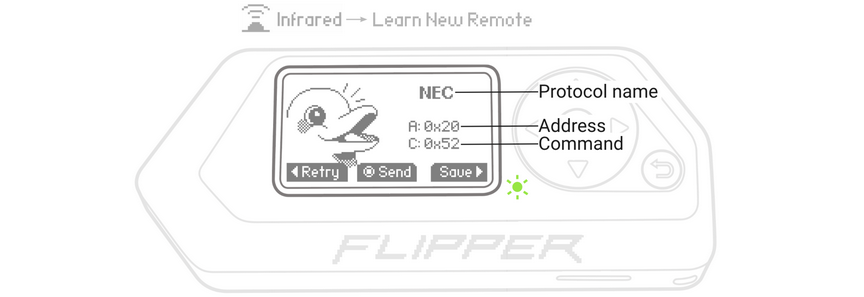 Infrared → Learn New Remote
NEC
Protocol name
A: 0x20
Address
C: 0x52
Command
Retry
Send
Save
FLIPPER